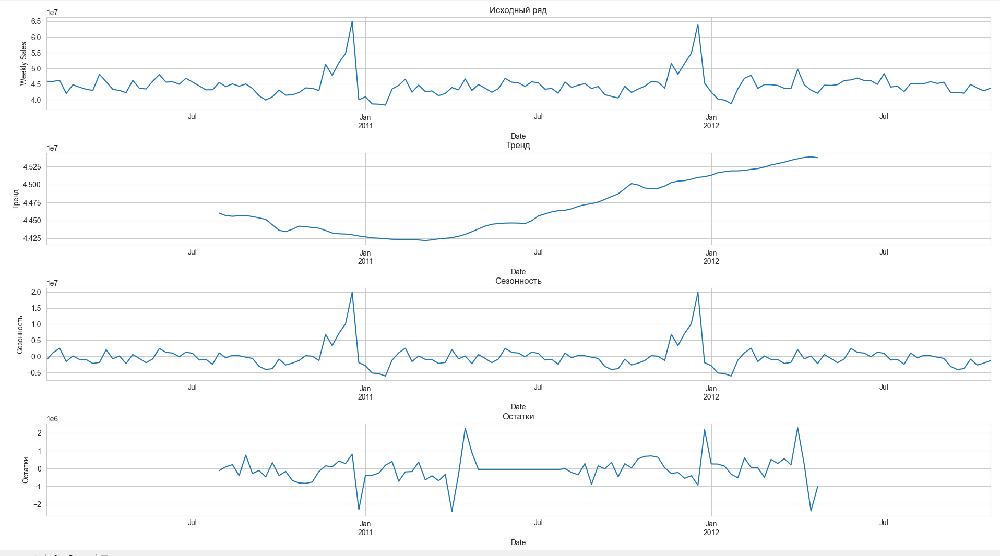 Исходный ряд
1e7
Weekly Sales
6.5
6.0
5.5
5.0
4.5
4.0
Jul Jan Jul Jan Jul
2011 2012
Date
Тренд
1e7
Тренд
4.525
4.500
4.475
4.450
4.425
Jul Jan Jul Jan Jul
2011 2012
Date
Сезонность
1e7
Сезонность
2.0
1.5
1.0
0.5
0.0
−0.5
Jul Jan Jul Jan Jul
2011 2012
Date
Остатки
1e6
Остатки
2
1
0
−1
−2
Jul Jan Jul Jan Jul
2011 2012
Date